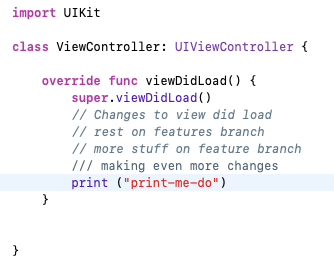 import UIKit
class ViewController: UIViewController {
override func viewDidLoad() {
super.viewDidLoad()
// Changes to view did load
// rest on features branch
// more stuff on feature branch
/// making even more changes
print ("print-me-do")
}
}